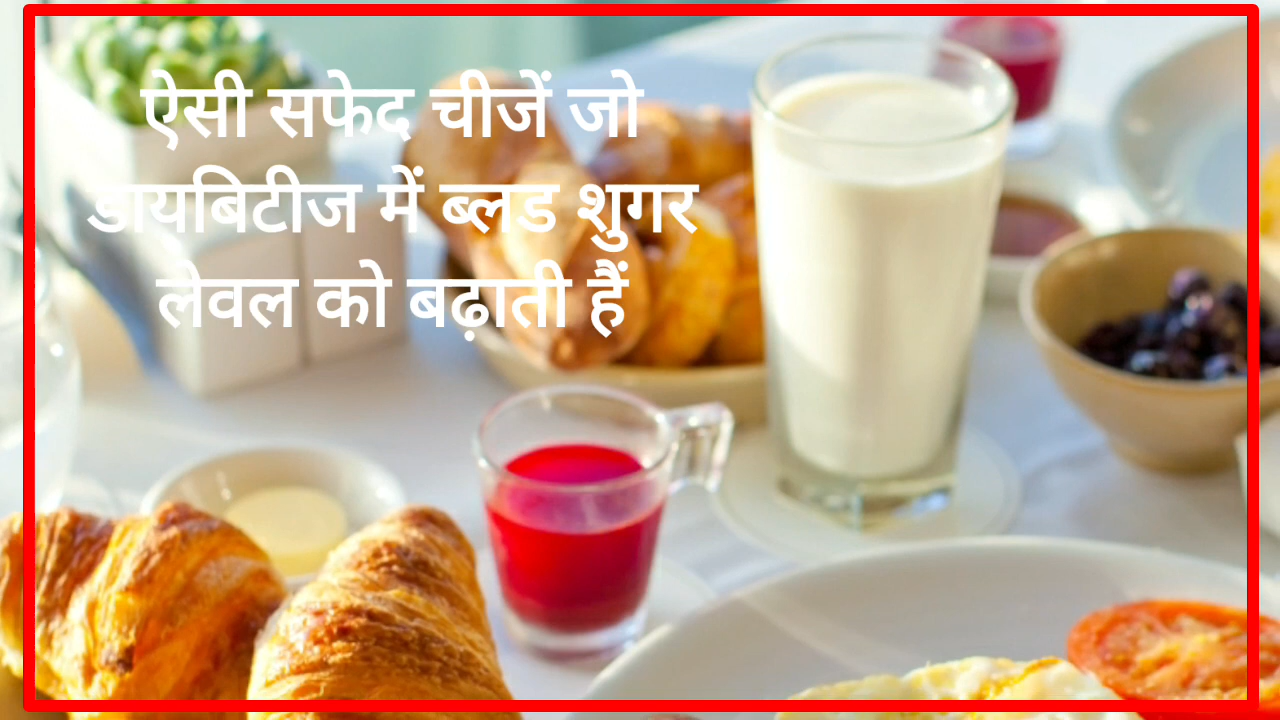 ऐसी सफेद चीजें जो
डायबिटीज में ब्लड शुगर
लेवल को बढ़ाती हैं